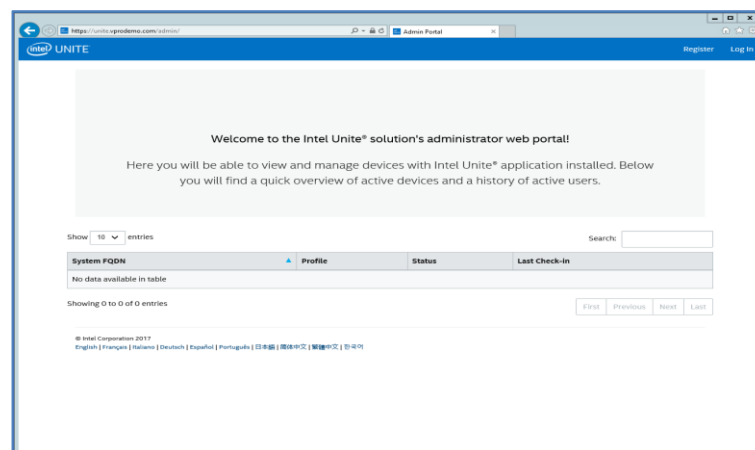 https://unite.vprodemo.com/admin/
Admin Portal
intel UNITE
Register Log In
Welcome to the Intel Unite® solution's administrator web portal!
Here you will be able to view and manage devices with Intel Unite® application installed. Below
you will find a quick overview of active devices and a history of active users.
Show 10 entries
Search:
System FQDN Profile Status Last Check-in
No data available in table
Showing 0 to 0 of 0 entries
First Previous Next Last
© Intel Corporation 2017
English | Français | Italiano | Deutsch | Español | Português | 日本語 | 简体中文 | 繁體中文 | 한국어